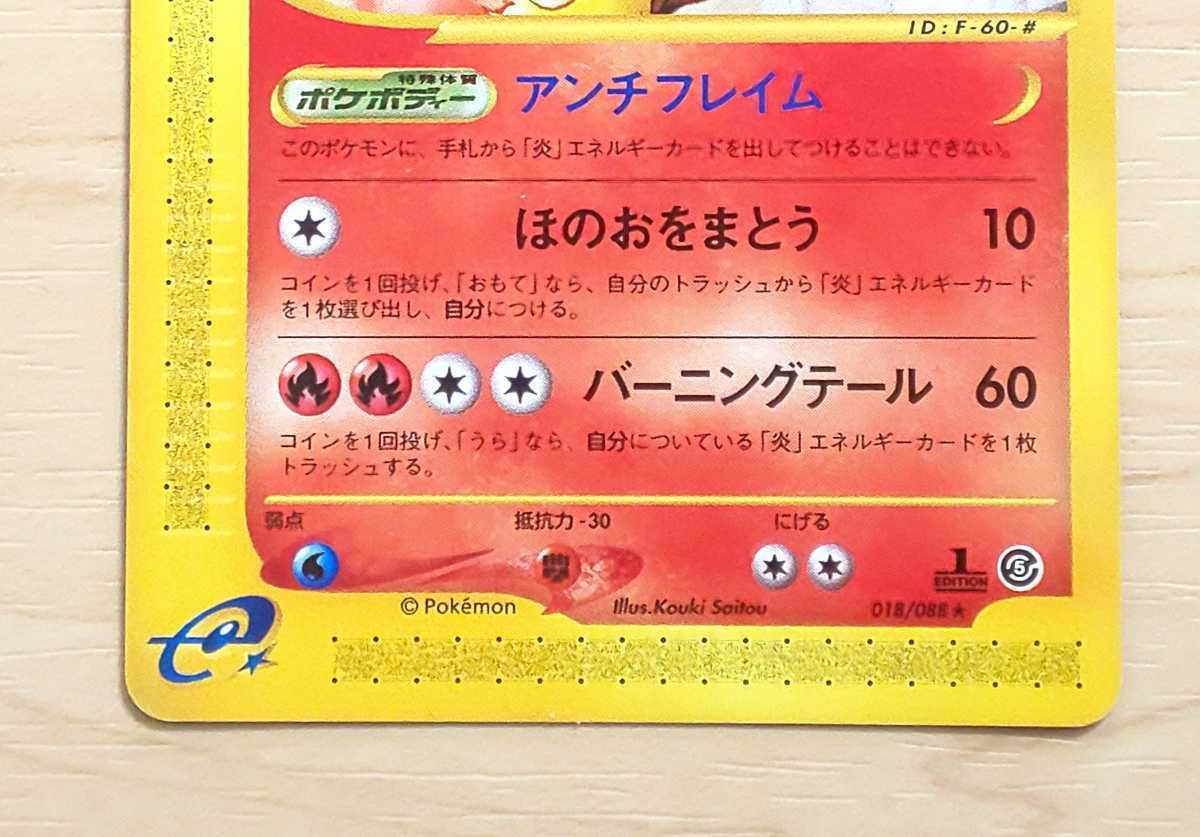 ID:F-60-#
特殊体質
ポケボディー アンチフレイム
このポケモンに、手札から「炎」エネルギーカードを出してつけることはできない。
ほのおをまとう 10
コインを1回投げ、「おもて」なら、自分のトラッシュから「炎」エネルギーカード
を1枚選び出し、自分につける。
バーニングテール 60
コインを1回投げ、「うら」なら、自分についている「炎」エネルギーカードを1枚
トラッシュする。
弱点 抵抗力 -30 にげる
1 EDITION 5
© Pokémon Illus.Kouki Saitou 018/088★
e